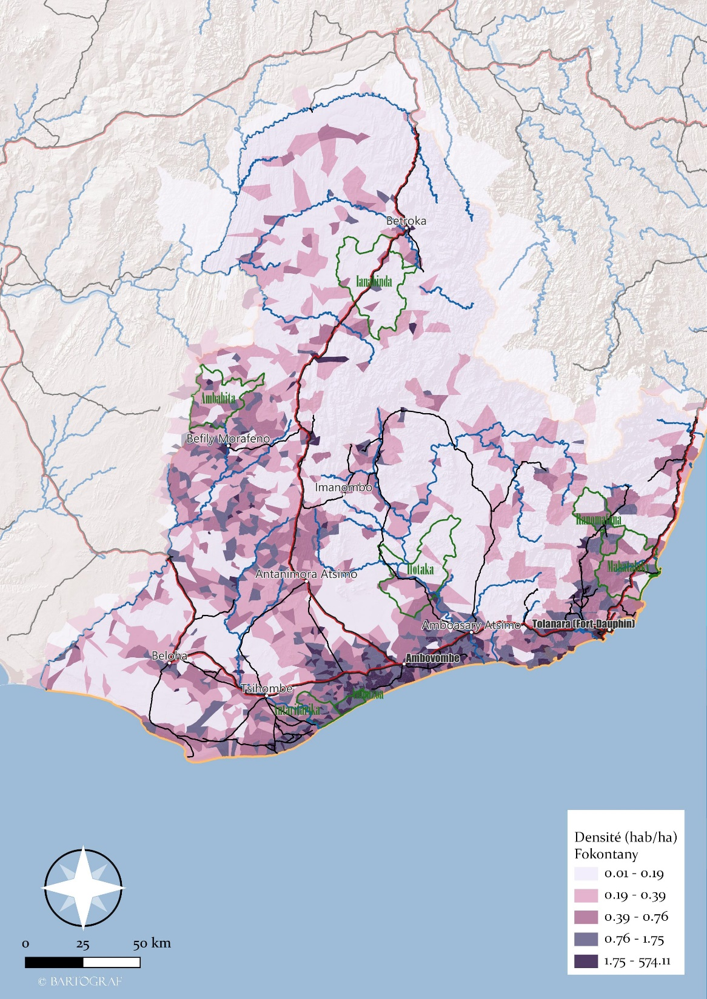 Betroka
Ianabinda
Ambahita
Befily Morafeno
Imanombo
Ranomafana
Mahatalaky
Hotaka
Antanimora Atsimo
Amboasary Atsimo
Tolanara (Fort-Dauphin)
Beloha
Ambovombe
Tsihombe
Antaritarika
Densité (hab/ha)
Fokontany
0.01 - 0.19
0.19 - 0.39
0.39 - 0.76
0.76 - 1.75
1.75 - 574.11
0 25 50 km
© BARTOGRAF